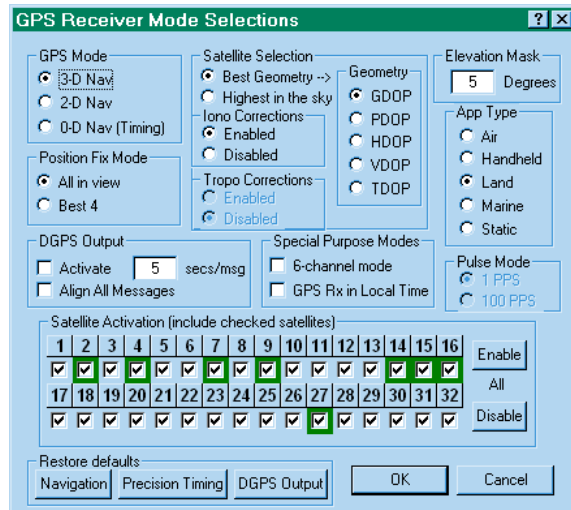 GPS Receiver Mode Selections
GPS Mode
3-D Nav
2-D Nav
0-D Nav (Timing)
Position Fix Mode
All in view
Best 4
Satellite Selection
Best Geometry -->
Highest in the sky
Iono Corrections
Enabled
Disabled
Tropo Corrections
Enabled
Disabled
Geometry
GDOP
PDOP
HDOP
VDOP
TDOP
Elevation Mask
5 Degrees
App Type
Air
Handheld
Land
Marine
Static
DGPS Output
Activate 5 secs/msg
Align All Messages
Special Purpose Modes
6-channel mode
GPS Rx in Local Time
Pulse Mode
1 PPS
100 PPS
Satellite Activation (include checked satellites)
1 2 3 4 5 6 7 8 9 10 11 12 13 14 15 16
17 18 19 20 21 22 23 24 25 26 27 28 29 30 31 32
Enable
All
Disable
Restore defaults
Navigation Precision Timing DGPS Output
OK Cancel